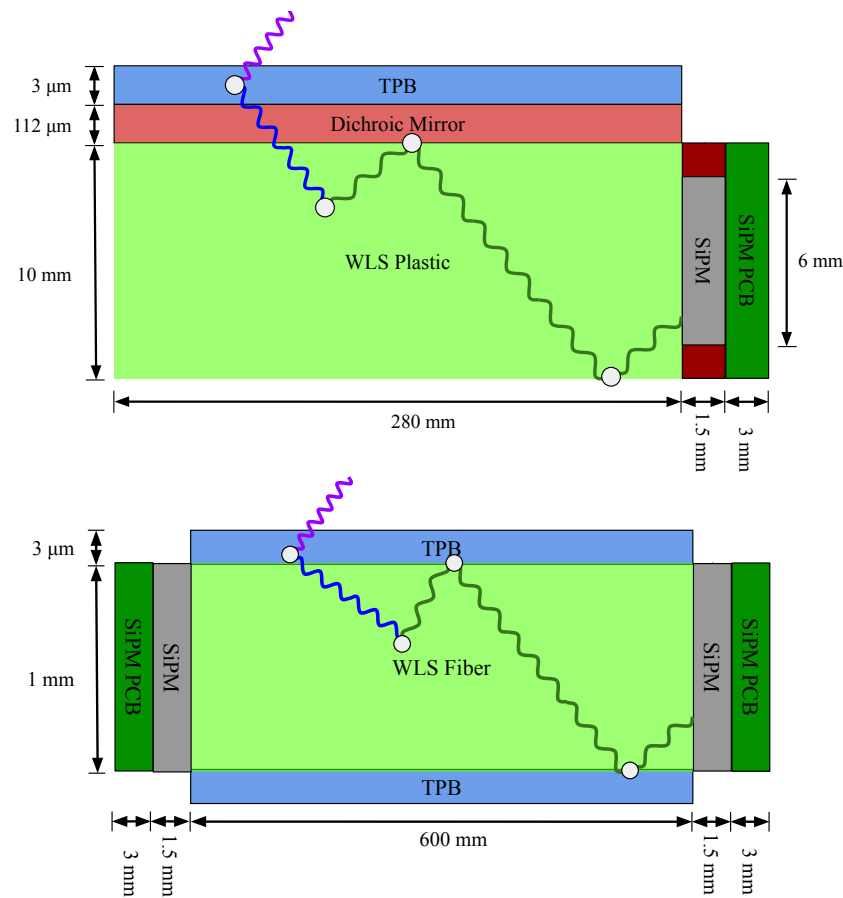 3 μm
TPB
112 μm
Dichroic Mirror
10 mm
WLS Plastic
SiPM
SiPM PCB
6 mm
280 mm
1.5 mm
3 mm
3 μm
TPB
SiPM PCB
SiPM
1 mm
WLS Fiber
SiPM
SiPM PCB
TPB
3 mm
1.5 mm
600 mm
1.5 mm
3 mm